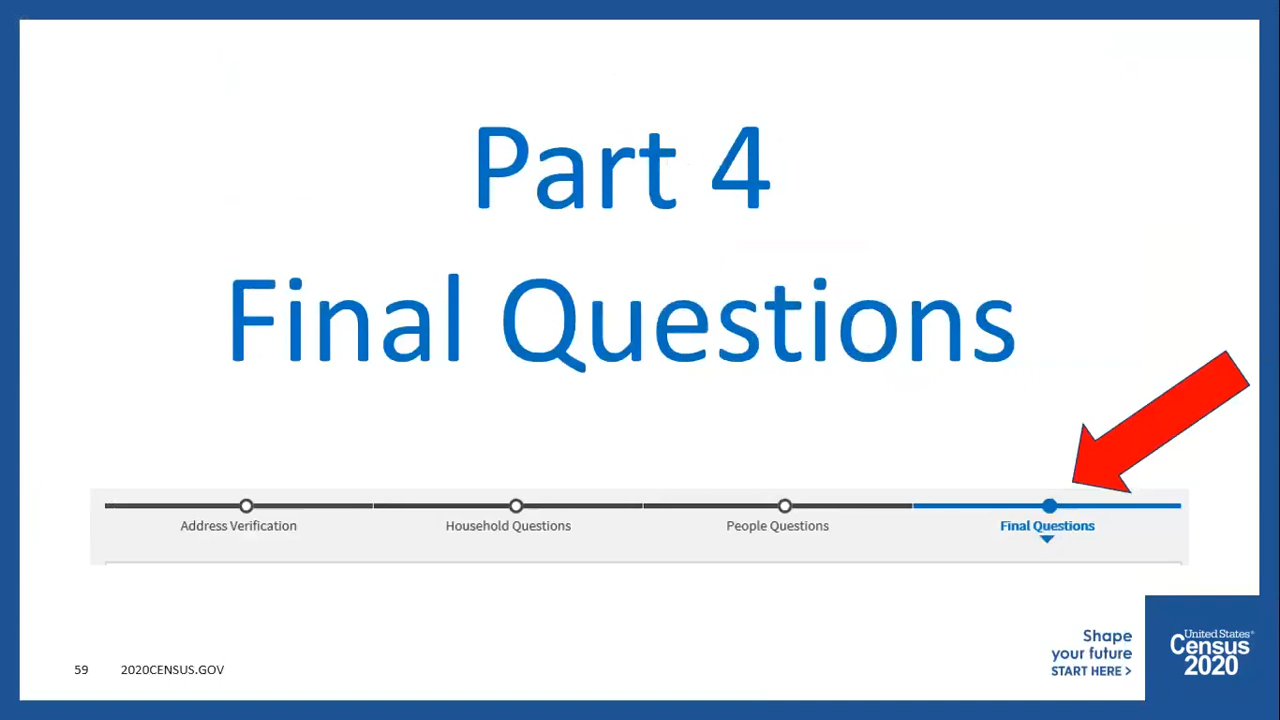 Part 4
Final Questions
Address Verification
Household Questions
People Questions
Final Questions
Shape
your future
START HERE >
United States®
Census
2020
59
2020CENSUS.GOV